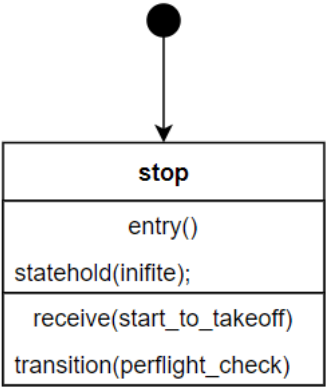 stop
entry()
statehold(inifite);
receive(start_to_takeoff)
transition(perflight_check)